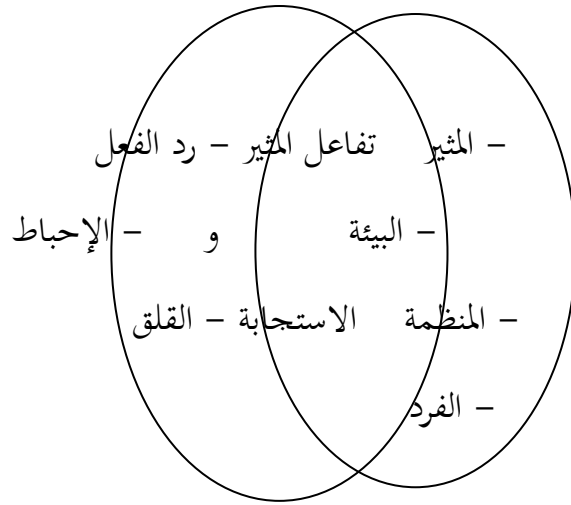 – المثير    تفاعل المثير – رد الفعل
– البيئة    و    – الإحباط
– المنظمة    الاستجابة – القلق
– الفرد